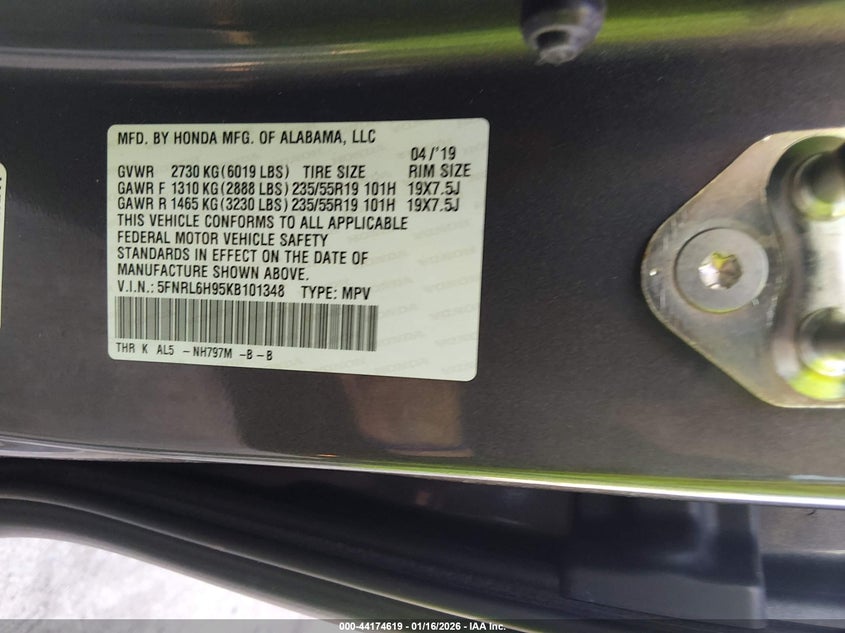 MFD. BY HONDA MFG. OF ALABAMA, LLC
04/'19
GVWR 2730 KG (6019 LBS) TIRE SIZE RIM SIZE
GAWR F 1310 KG (2888 LBS) 235/55R19 101H 19X7.5J
GAWR R 1465 KG (3230 LBS) 235/55R19 101H 19X7.5J
THIS VEHICLE CONFORMS TO ALL APPLICABLE
FEDERAL MOTOR VEHICLE SAFETY
STANDARDS IN EFFECT ON THE DATE OF
MANUFACTURE SHOWN ABOVE.
V.I.N.: 5FNRL6H95KB101348 TYPE: MPV
THR K AL5 -NH797M -B-B
000-44174619 - 01/16/2026 - IAA Inc.